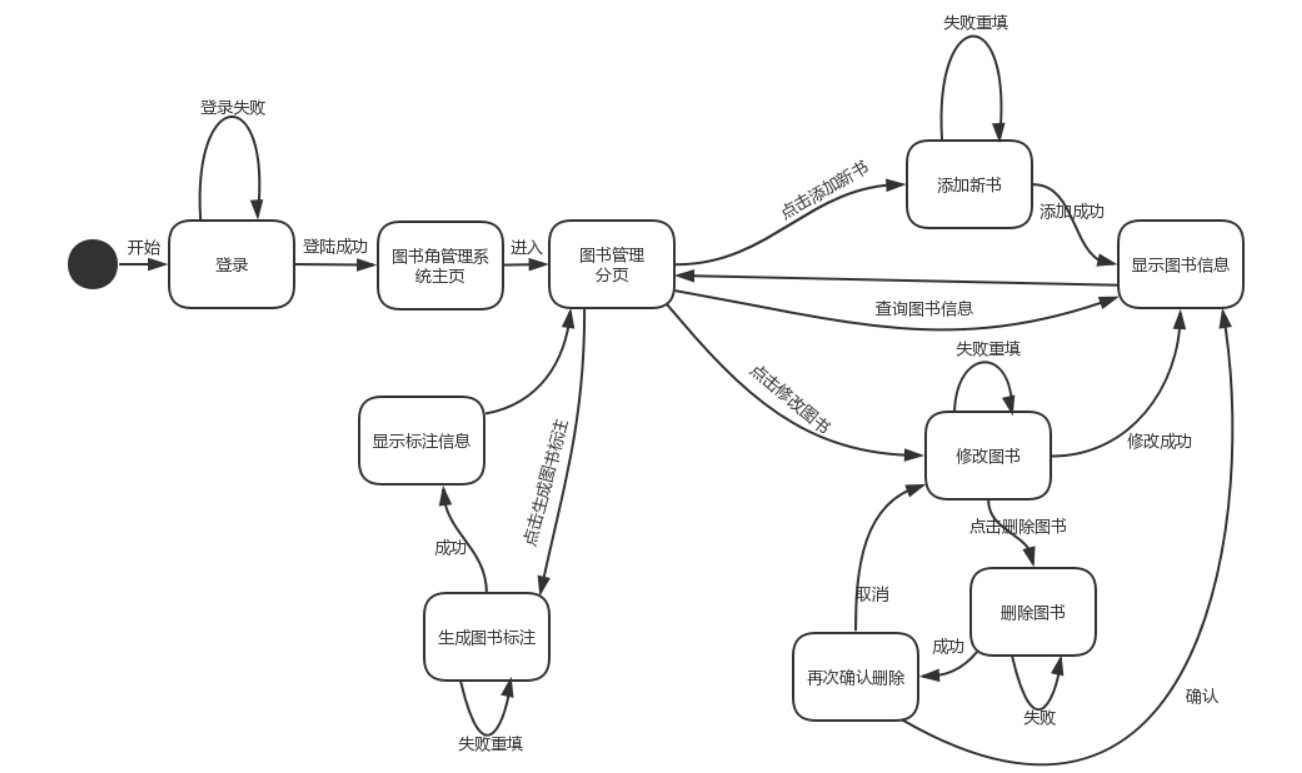 失败重填
登录失败
点击添加新书
添加新书
添加成功
开始
登录
登陆成功
图书角管理系
统主页
进入
图书管理
分页
显示图书信息
查询图书信息
失败重填
点击修改图书
显示标注信息
修改图书
修改成功
点击生成图书标注
点击删除图书
成功
取消
删除图书
生成图书标注
成功
再次确认删除
确认
失败
失败重填